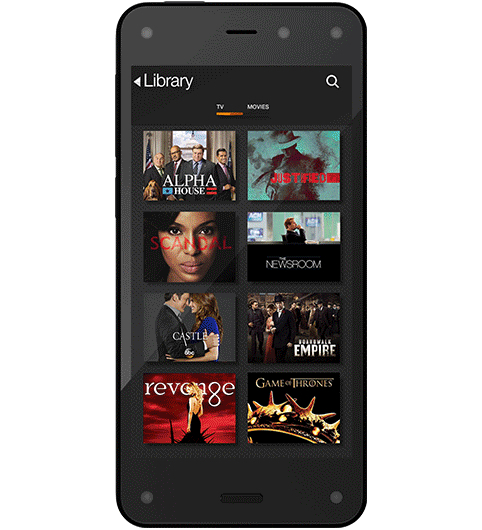 Library
TV MOVIES
ALPHA
HOUSE
JUSTIFIED
SCANDAL
THE
NEWSROOM
CASTLE
abc
BOARDWALK
EMPIRE
revenge
GAME OF THRONES